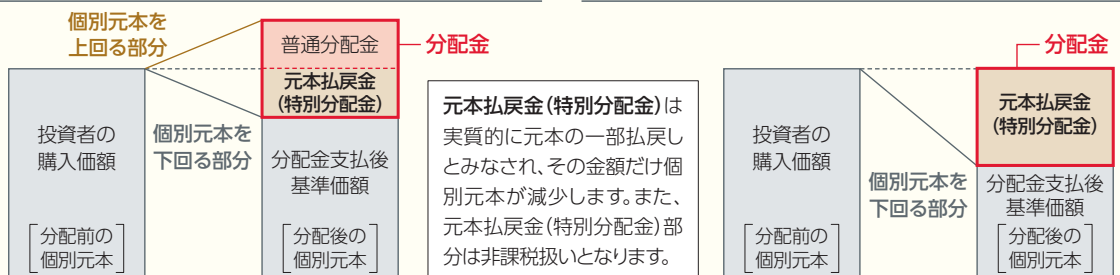 個別元本を
上回る部分
普通分配金
分配金
元本払戻金
(特別分配金)
投資者の
購入価額
個別元本を
下回る部分
分配金支払後
基準価額
分配前の
個別元本
分配後の
個別元本
元本払戻金(特別分配金)は
実質的に元本の一部払戻し
とみなされ、その金額だけ個
別元本が減少します。また、
元本払戻金(特別分配金)部
分は非課税扱いとなります。
分配金
元本払戻金
(特別分配金)
投資者の
購入価額
個別元本を
下回る部分
分配金支払後
基準価額
分配前の
個別元本
分配後の
個別元本